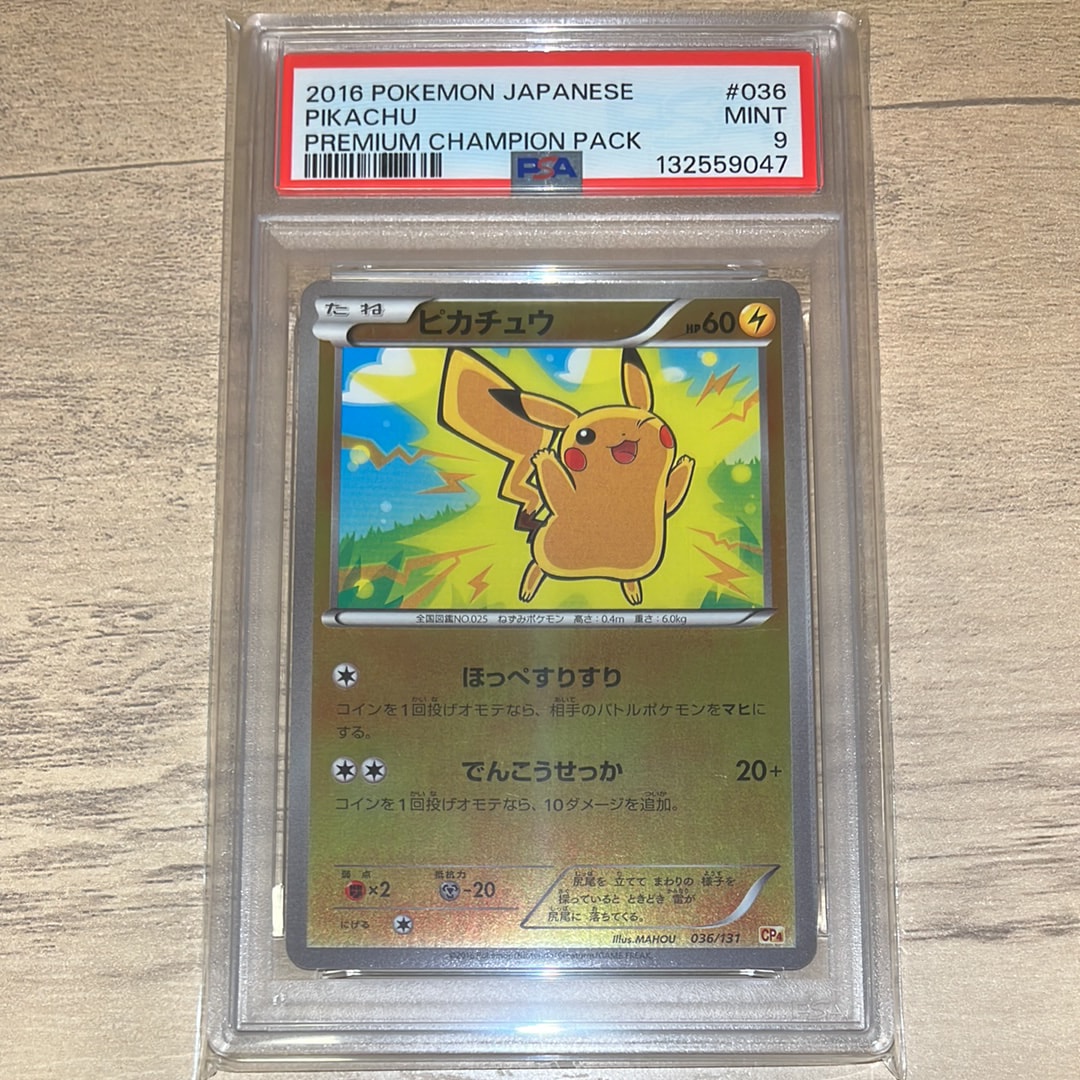 2016 POKEMON JAPANESE #036
PIKACHU MINT
PREMIUM CHAMPION PACK 9
PSA 132559047
たね ピカチュウ HP60
全国図鑑NO.025 ねずみポケモン 高さ:0.4m 重さ:6.0kg
ほっぺすりすり
コインを1回投げオモテなら、相手のバトルポケモンをマヒに
する。
でんこうせっか 20+
コインを1回投げオモテなら、10ダメージを追加。
弱点 抵抗力
×2 -20
にげる
尻尾を 立てて まわりの 様子を
探っていると ときどき 雷が
尻尾に 落ちてくる。
Illus.MAHOU 036/131 CP4